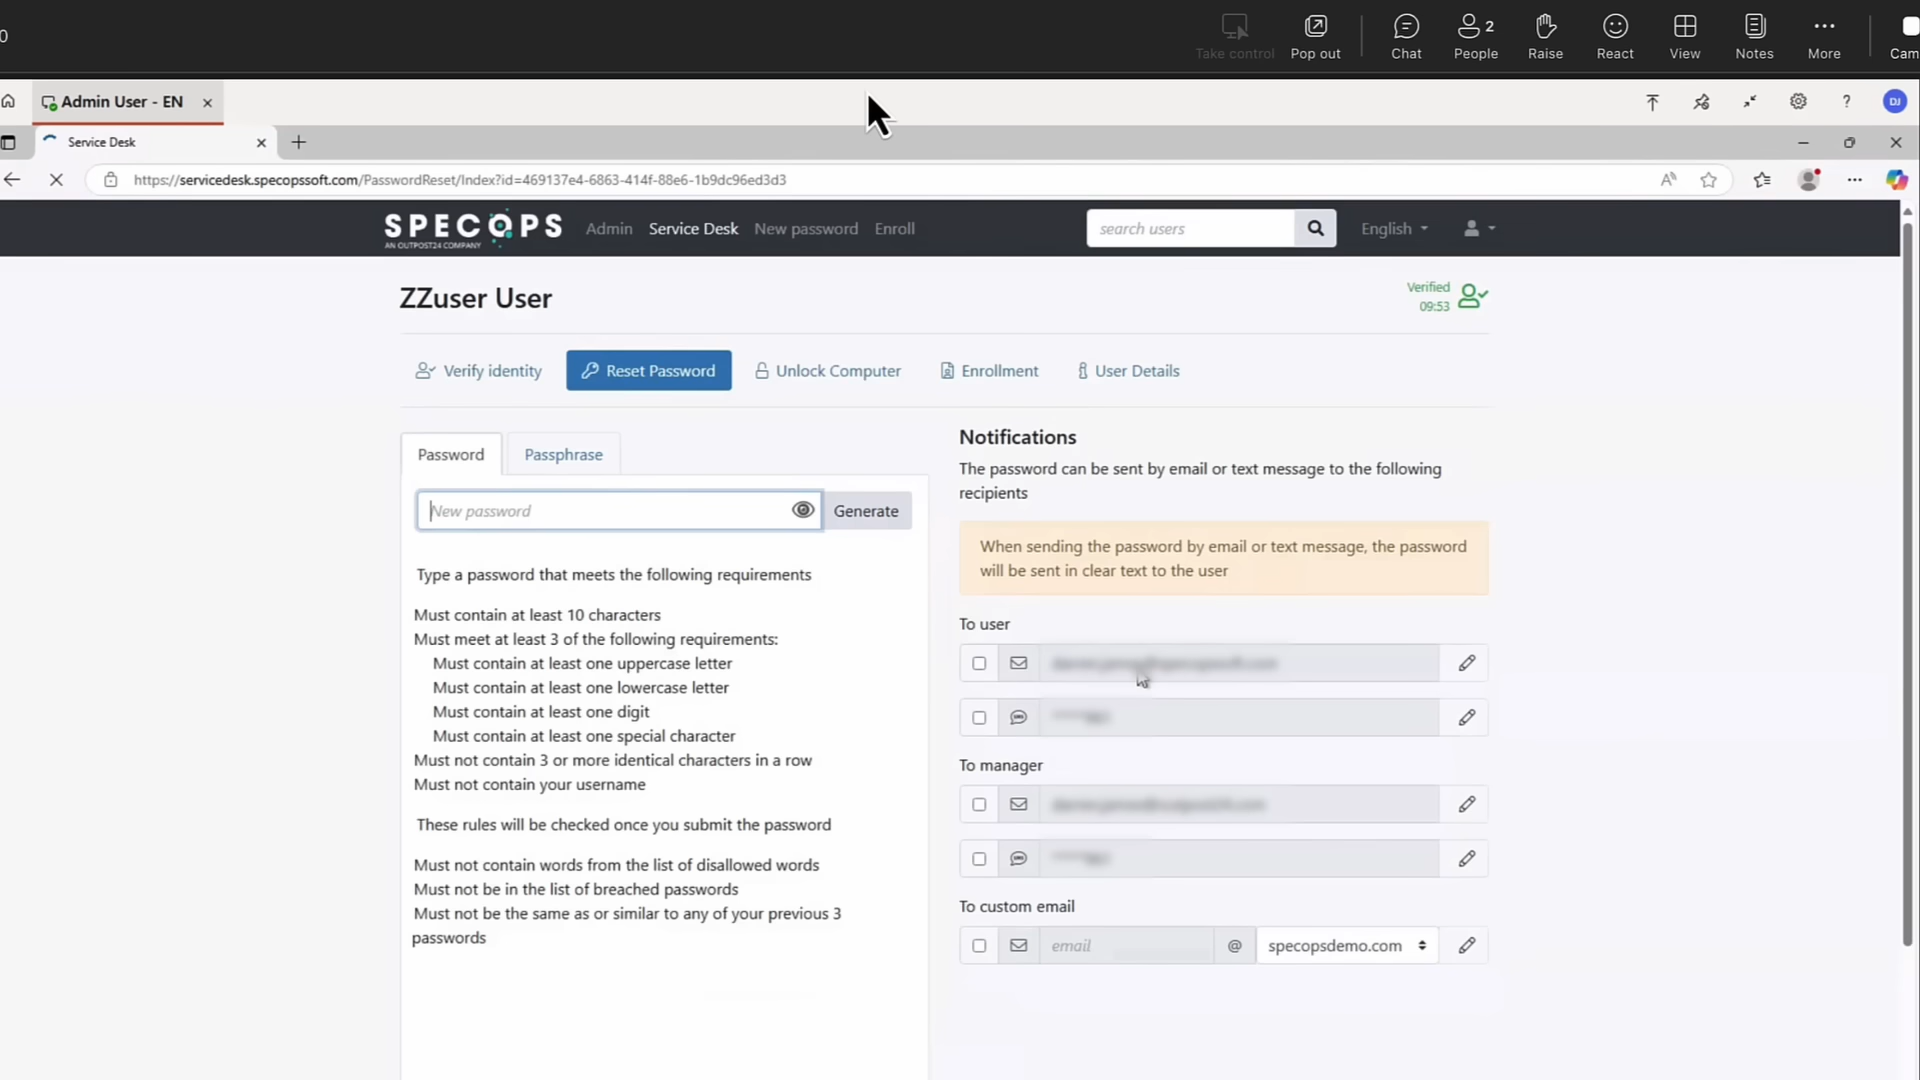 0
Take control
Pop out
Chat
People 2
Raise
React
View
Notes
More
Cam
Admin User - EN
?
DJ
Service Desk
https://servicedesk.specopssoft.com/PasswordReset/Index?id=469137e4-6863-414f-88e6-1b9dc96ed3d3
SPECOPS
AN OUTPOST24 COMPANY
Admin
Service Desk
New password
Enroll
search users
English
ZZuser User
Verified
09:53
Verify identity
Reset Password
Unlock Computer
Enrollment
User Details
Password
Passphrase
New password
Generate
Type a password that meets the following requirements
Must contain at least 10 characters
Must meet at least 3 of the following requirements:
Must contain at least one uppercase letter
Must contain at least one lowercase letter
Must contain at least one digit
Must contain at least one special character
Must not contain 3 or more identical characters in a row
Must not contain your username
These rules will be checked once you submit the password
Must not contain words from the list of disallowed words
Must not be in the list of breached passwords
Must not be the same as or similar to any of your previous 3
passwords
Notifications
The password can be sent by email or text message to the following
recipients
When sending the password by email or text message, the password
will be sent in clear text to the user
To user
To manager
To custom email
email
@
specopsdemo.com